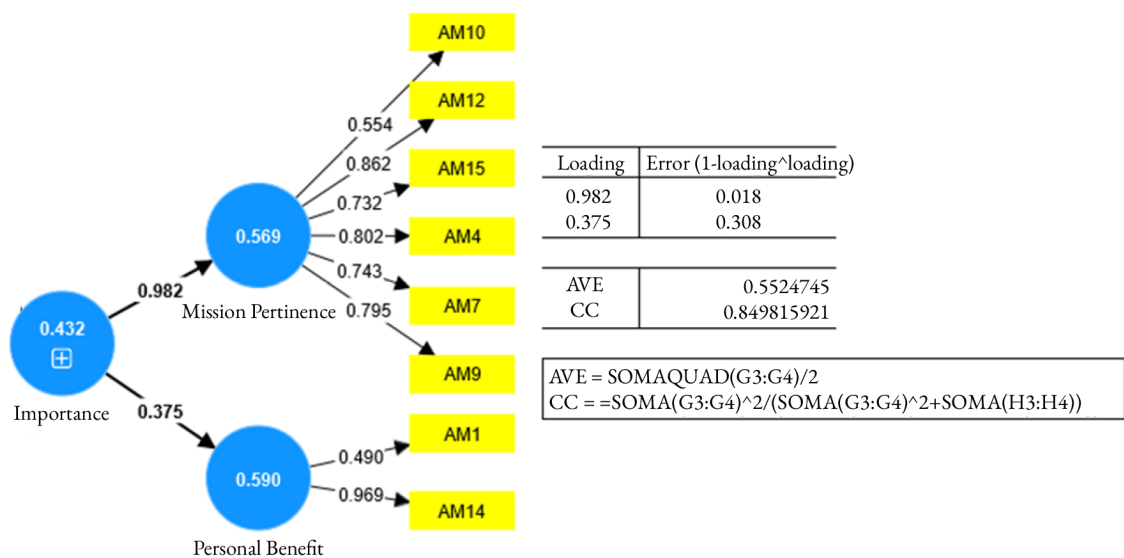 AM10
AM12
0.554
0.862
AM15
0.732
0.569
0.802
AM4
0.743
0.982
Mission Pertinence
0.795
AM7
0.432
AM9
Importance
0.375
AM1
0.490
0.590
0.969
AM14
Personal Benefit
Loading Error (1-loading^loading)
0.982 0.018
0.375 0.308
AVE 0.5524745
CC 0.849815921
AVE = SOMAQUAD(G3:G4)/2
CC = =SOMA(G3:G4)^2/(SOMA(G3:G4)^2+SOMA(H3:H4))